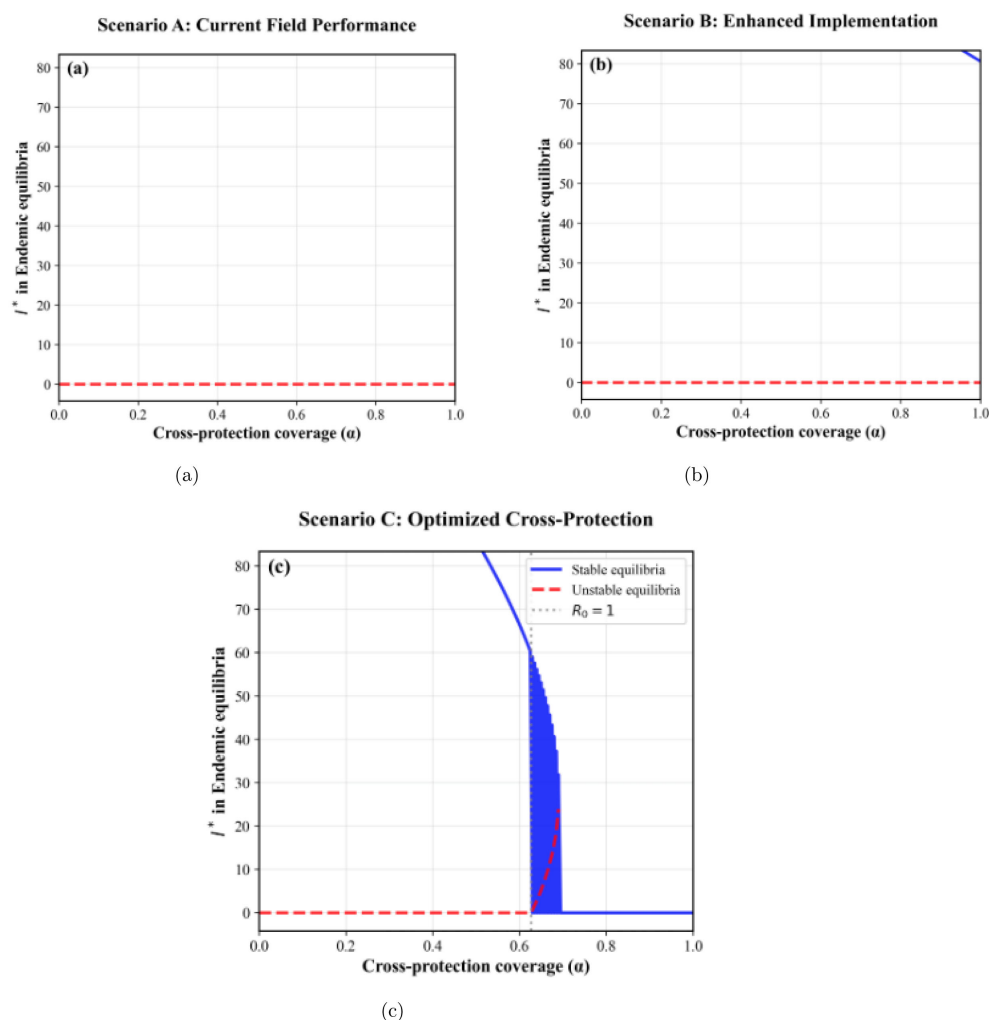 Scenario A: Current Field Performance
(a)
80
70
60
50
40
30
20
10
0
I* in Endemic equilibria
0.0 0.2 0.4 0.6 0.8 1.0
Cross-protection coverage (α)
(a)
Scenario B: Enhanced Implementation
(b)
80
70
60
50
40
30
20
10
0
I* in Endemic equilibria
0.0 0.2 0.4 0.6 0.8 1.0
Cross-protection coverage (α)
(b)
Scenario C: Optimized Cross-Protection
(c)
Stable equilibria
Unstable equilibria
R₀ = 1
80
70
60
50
40
30
20
10
0
I* in Endemic equilibria
0.0 0.2 0.4 0.6 0.8 1.0
Cross-protection coverage (α)
(c)